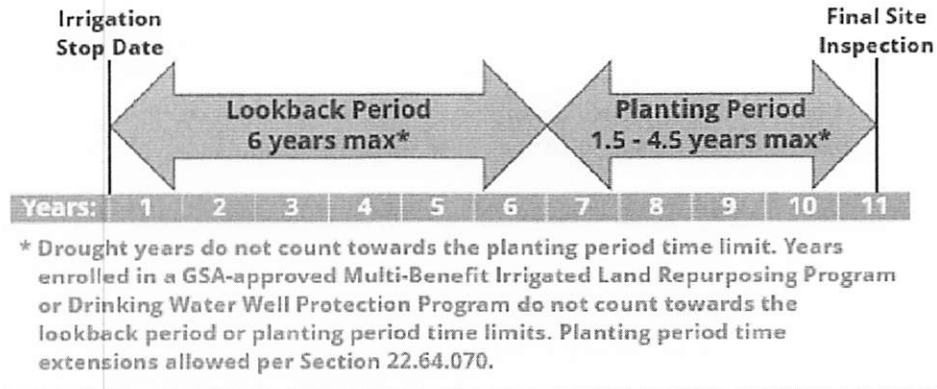 Irrigation
Stop Date
Final Site
Inspection
Lookback Period
6 years max*
Planting Period
1.5 - 4.5 years max*
Years: 1 2 3 4 5 6 7 8 9 10 11
* Drought years do not count towards the planting period time limit. Years
enrolled in a GSA-approved Multi-Benefit Irrigated Land Repurposing Program
or Drinking Water Well Protection Program do not count towards the
lookback period or planting period time limits. Planting period time
extensions allowed per Section 22.64.070.